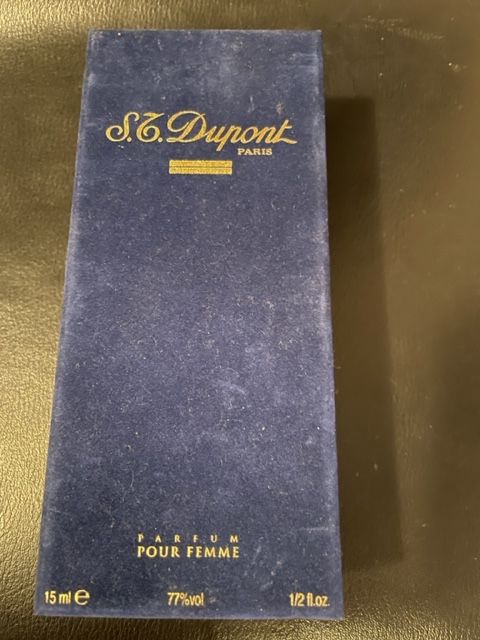 S.T. Dupont
PARIS
PARFUM
POUR FEMME
15 ml e 77%vol 1/2 fl.oz.